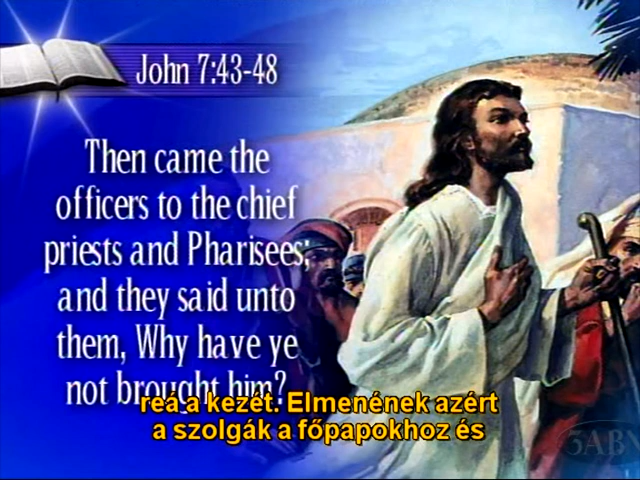 John 7:43-48
Then came the
officers to the chief
priests and Pharisees;
and they said unto
them, Why have ye
not brought him?
reá a kezét. Elmenének azért
a szolgák a főpapokhoz és
3AB